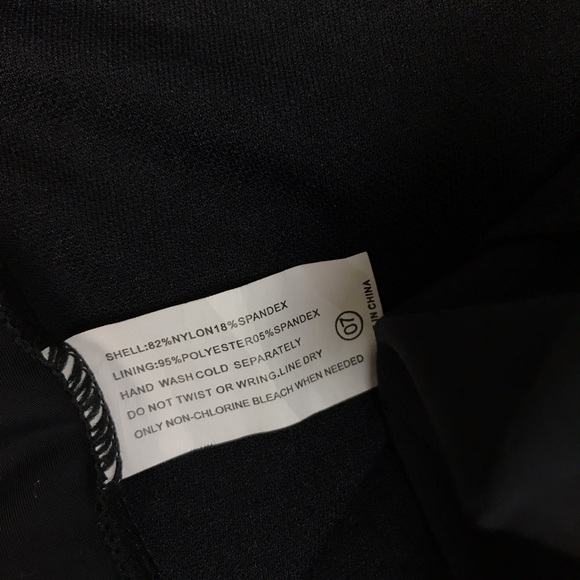 SHELL:82%NYLON18%SPANDEX
LINING:95%POLYESTER05%SPANDEX
HAND WASH COLD SEPARATELY
DO NOT TWIST OR WRING.LINE DRY
ONLY NON-CHLORINE BLEACH WHEN NEEDED
07
IN CHINA